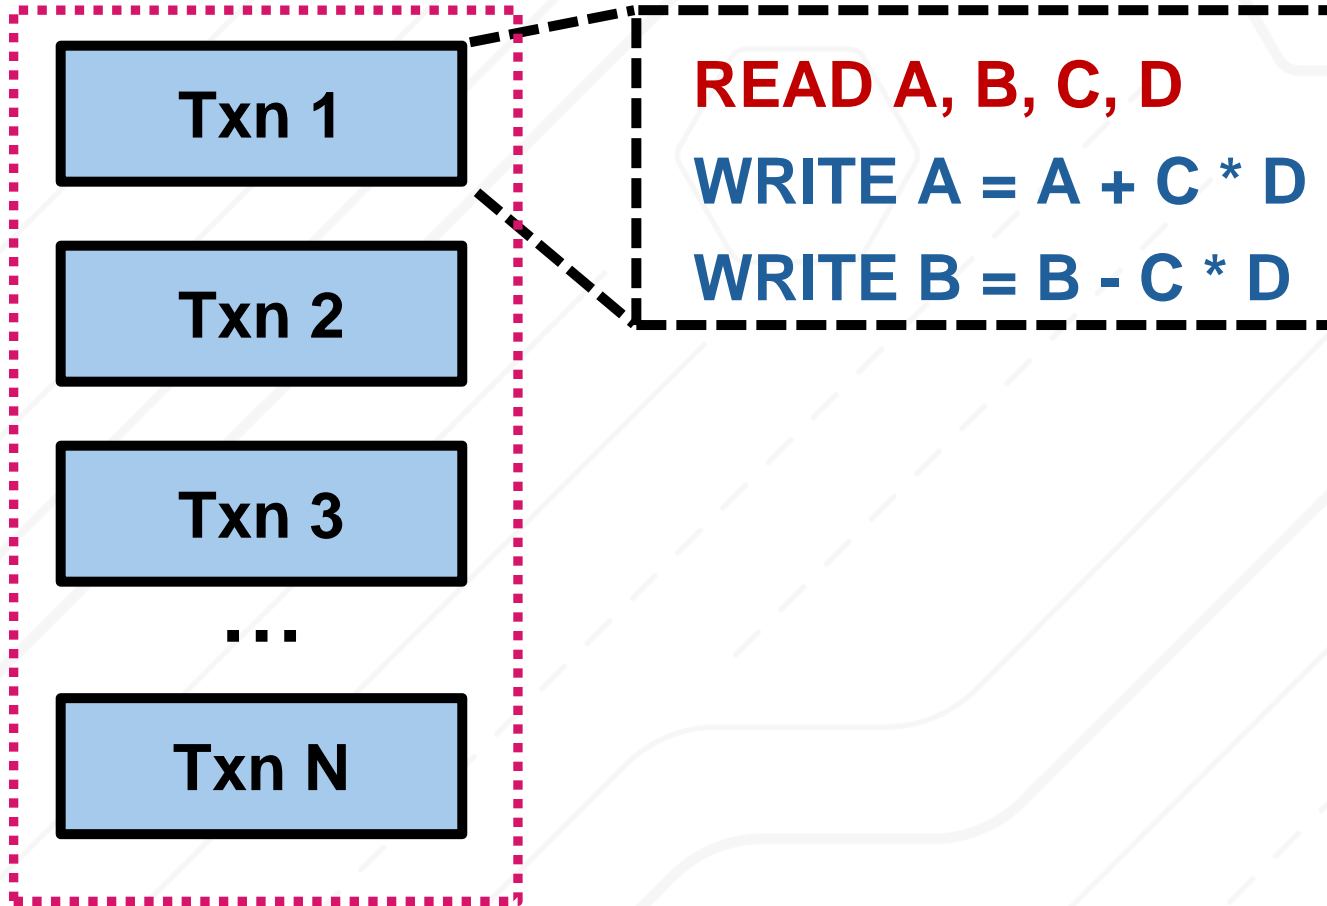 Txn 1
READ A, B, C, D
WRITE A = A + C * D
WRITE B = B - C * D
Txn 2
Txn 3
...
Txn N